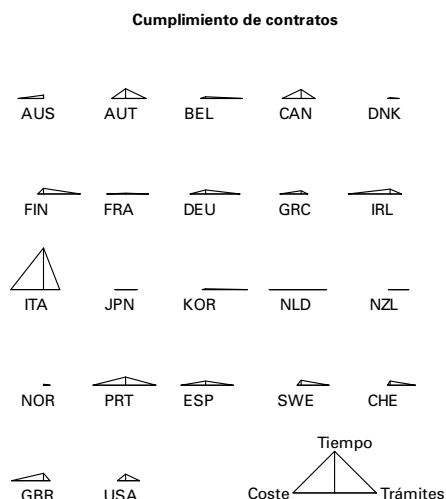 Cumplimiento de contratos
AUS AUT BEL CAN DNK
FIN FRA DEU GRC IRL
ITA JPN KOR NLD NZL
NOR PRT ESP SWE CHE
Tiempo
GBR USA Coste Trámites